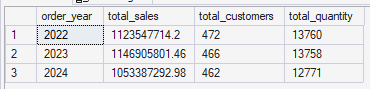 order_year total_sales total_customers total_quantity
1 2022 1123547714.2 472 13760
2 2023 1146905801.46 466 13758
3 2024 1053387292.98 462 12771